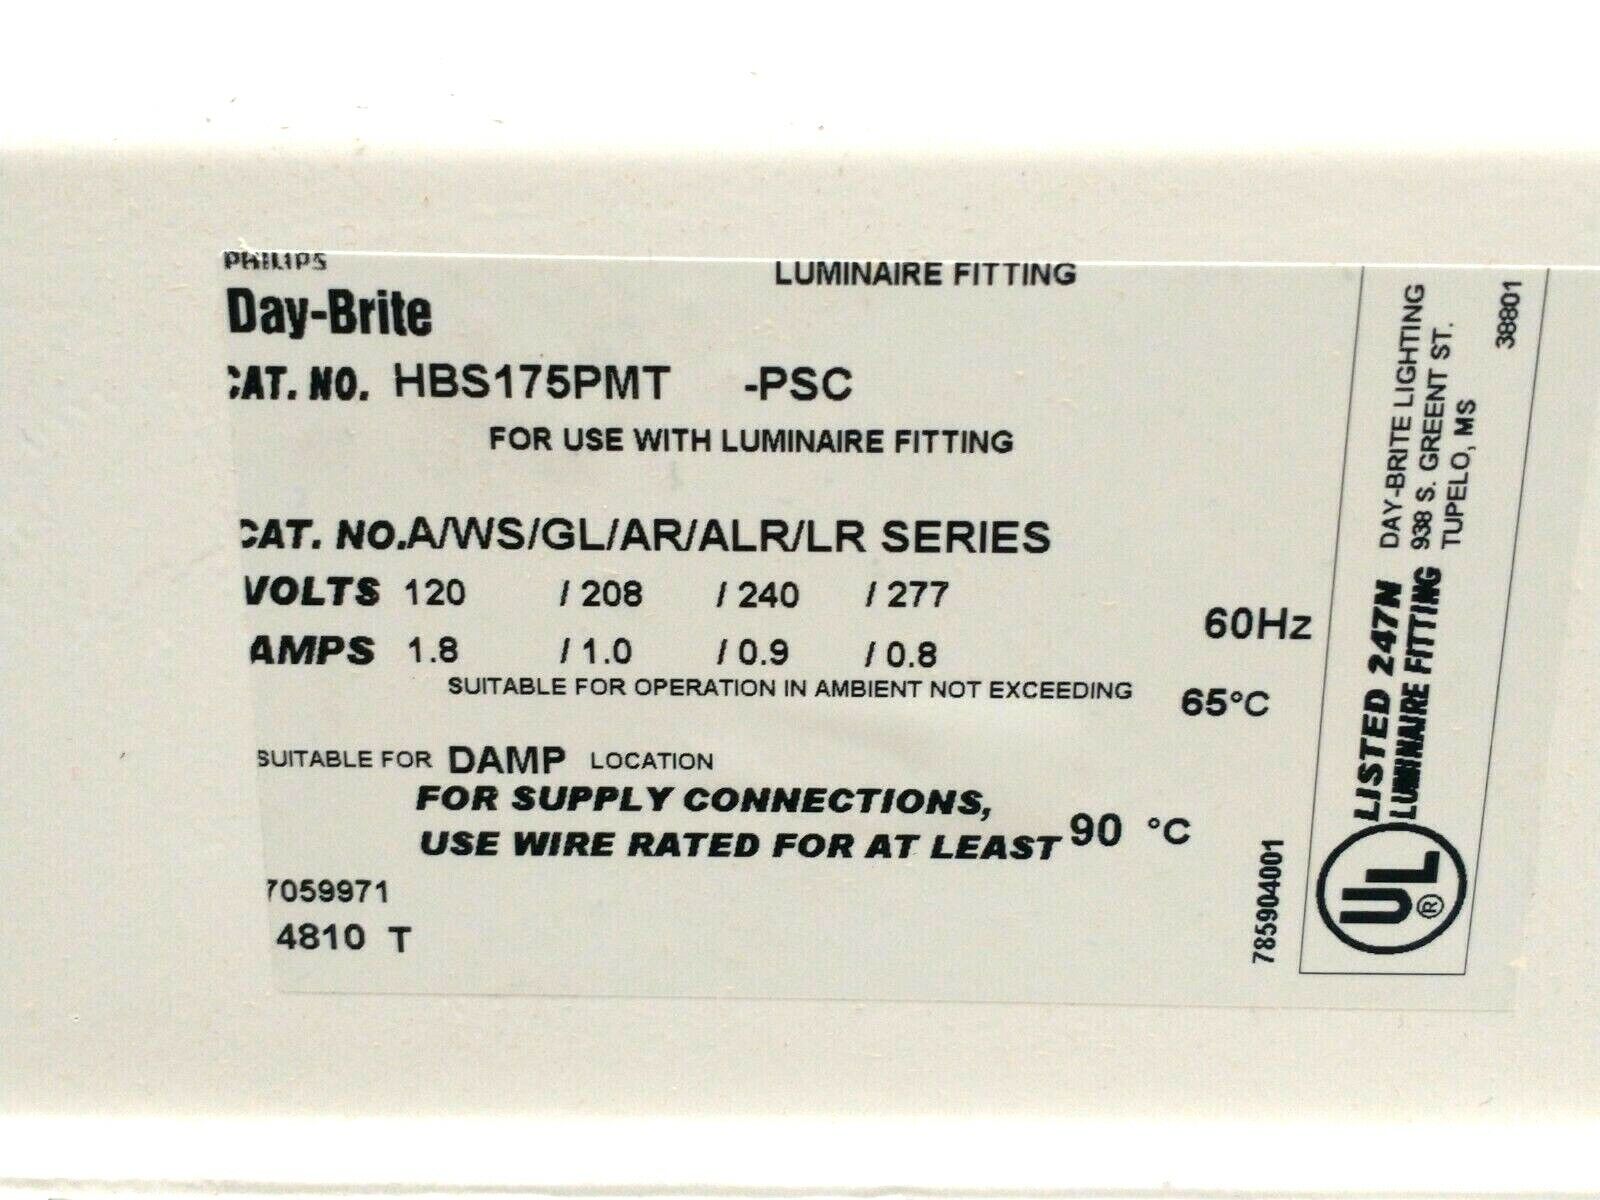 PHILIPS
LUMINAIRE FITTING
Day-Brite
CAT. NO. HBS175PMT -PSC
FOR USE WITH LUMINAIRE FITTING
CAT. NO. A/WS/GL/AR/ALR/LR SERIES
VOLTS 120 / 208 / 240 / 277
60Hz
AMPS 1.8 / 1.0 / 0.9 / 0.8
SUITABLE FOR OPERATION IN AMBIENT NOT EXCEEDING 65°C
SUITABLE FOR DAMP LOCATION
FOR SUPPLY CONNECTIONS,
USE WIRE RATED FOR AT LEAST 90 °C
7059971
4810 T
785904001
UL ®
LISTED 247N
LUMINAIRE FITTING
DAY-BRITE LIGHTING
938 S. GREENT ST.
TUPELO, MS
38801